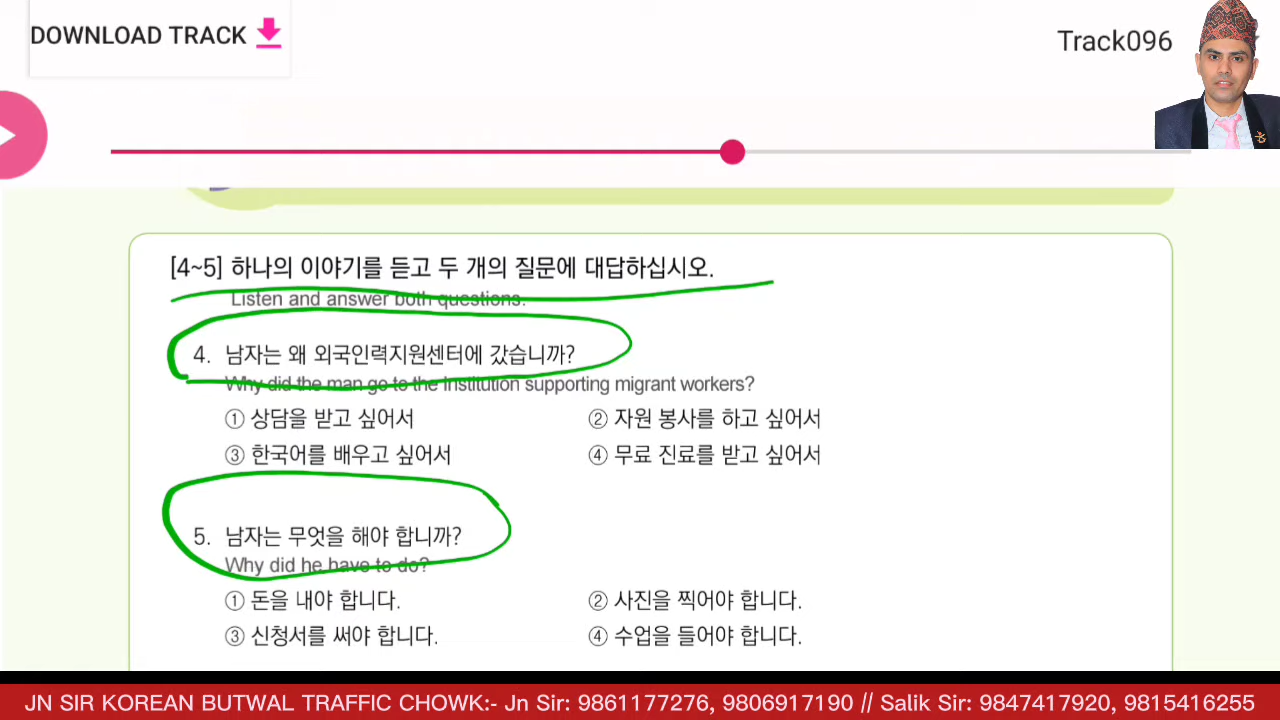 DOWNLOAD TRACK
Track096
[4~5] 하나의 이야기를 듣고 두 개의 질문에 대답하십시오.
Listen and answer both questions.
4. 남자는 왜 외국인력지원센터에 갔습니까?
Why did the man go to the institution supporting migrant workers?
① 상담을 받고 싶어서 ② 자원 봉사를 하고 싶어서
③ 한국어를 배우고 싶어서 ④ 무료 진료를 받고 싶어서
5. 남자는 무엇을 해야 합니까?
Why did he have to do?
① 돈을 내야 합니다. ② 사진을 찍어야 합니다.
③ 신청서를 써야 합니다. ④ 수업을 들어야 합니다.
JN SIR KOREAN BUTWAL TRAFFIC CHOWK:- Jn Sir: 9861177276, 9806917190 // Salik Sir: 9847417920, 9815416255